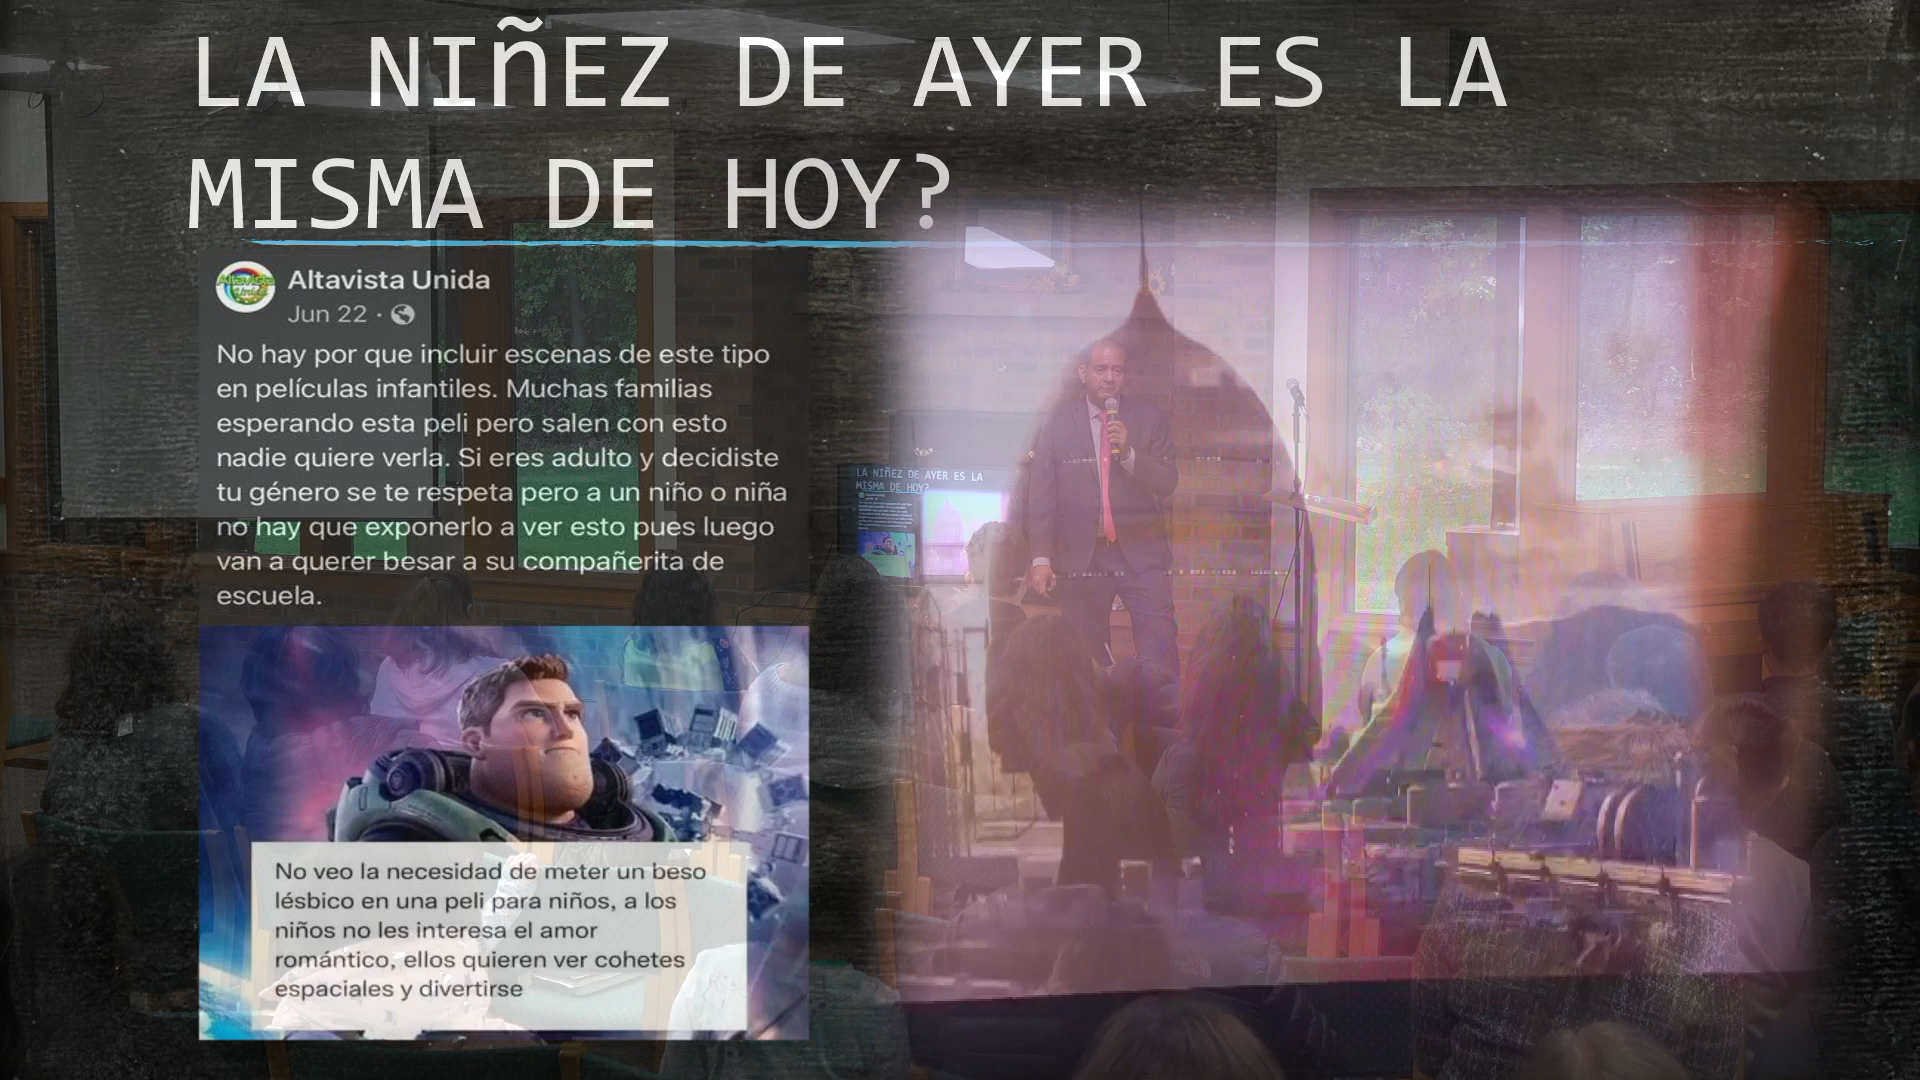 LA NIñEZ DE AYER ES LA
MISMA DE HOY?
Altavista Unida
Jun 22 ·
No hay por que incluir escenas de este tipo
en películas infantiles. Muchas familias
esperando esta peli pero salen con esto
nadie quiere verla. Si eres adulto y decidiste
tu género se te respeta pero a un niño o niña
no hay que exponerlo a ver esto pues luego
van a querer besar a su compañerita de
escuela.
No veo la necesidad de meter un beso
lésbico en una peli para niños, a los
niños no les interesa el amor
romántico, ellos quieren ver cohetes
espaciales y divertirse
LA NIñEZ DE AYER ES LA
MISMA DE HOY?